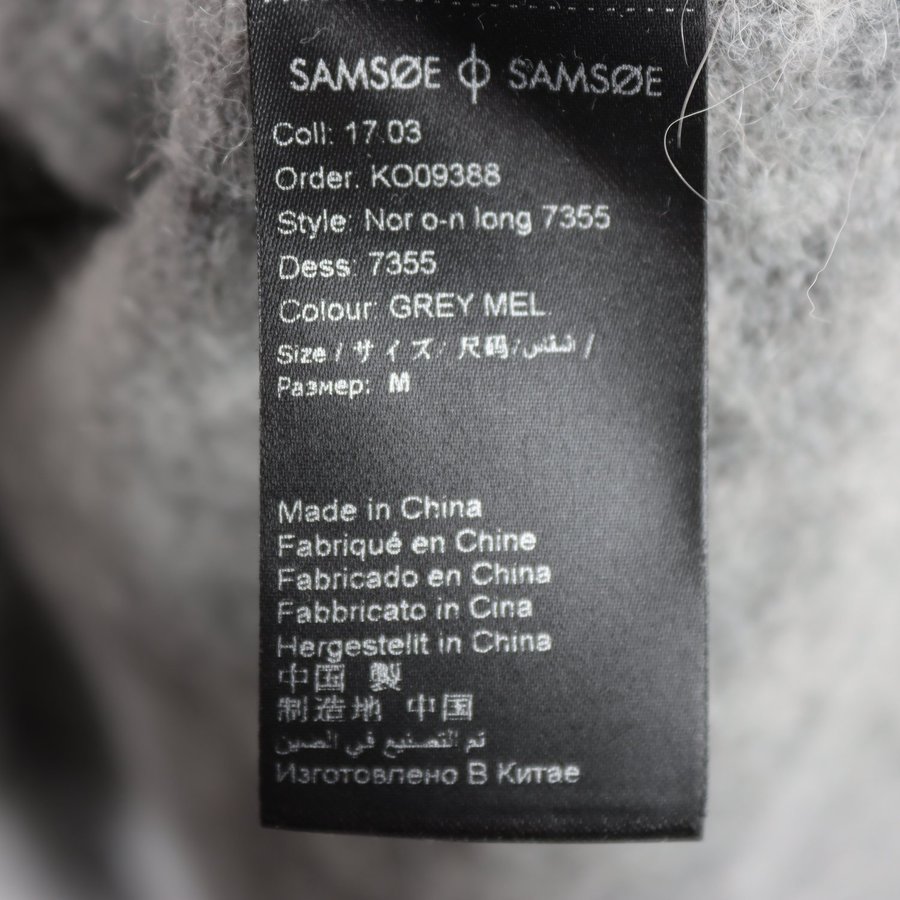 SAMSØE ϕ SAMSØE
Coll: 17.03
Order: KO09388
Style: Nor o-n long 7355
Dess: 7355
Colour: GREY MEL
Size / サイズ/ 尺码/شقس /
Размер: M
Made in China
Fabriqué en Chine
Fabricado en China
Fabbricato in Cina
Hergestelit in China
中国 製
制造地 中国
تم التصنيع في الصين
Изготовлено В Китае